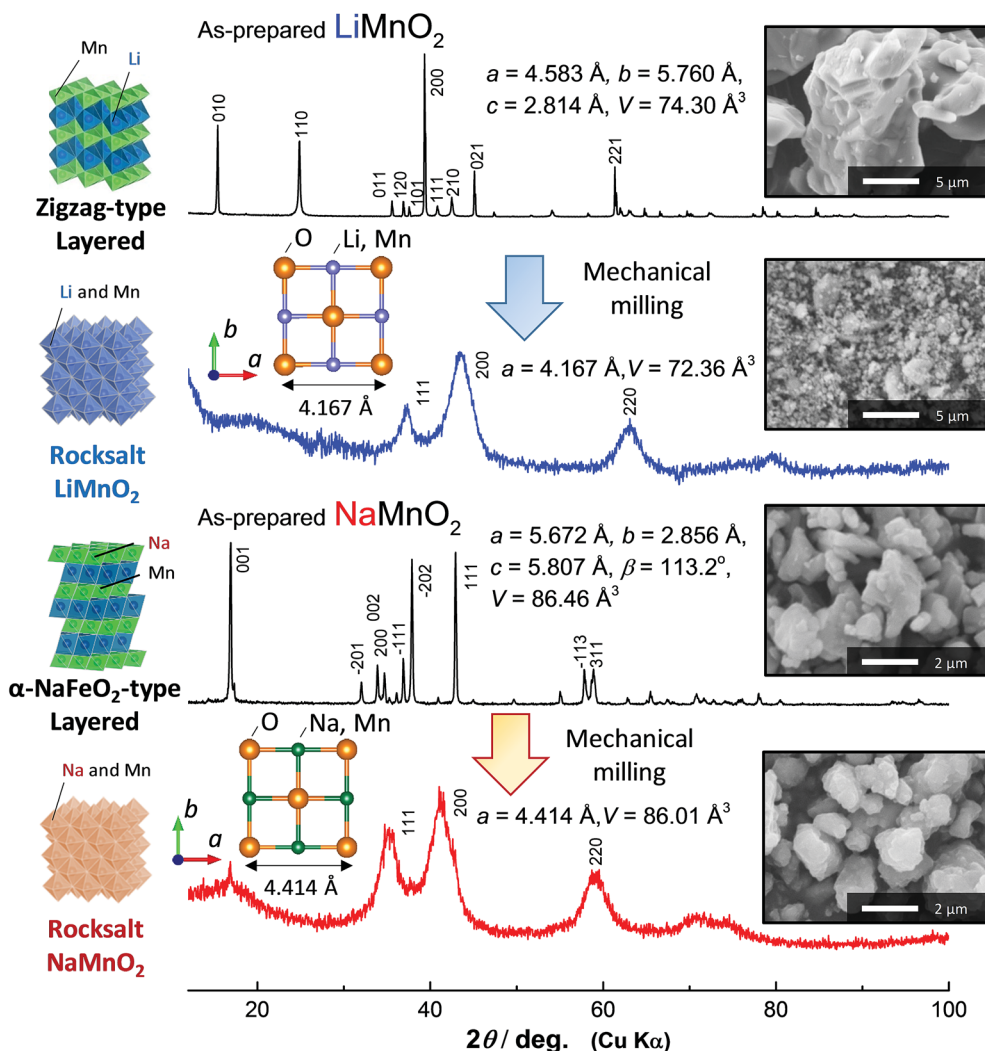 As-prepared LiMnO2
Mn
Li
Zigzag-type
Layered
010
110
011
120
101
200
111
210
021
221
a = 4.583 Å, b = 5.760 Å,
c = 2.814 Å, V = 74.30 Å3
5 µm
Li and Mn
Rocksalt
LiMnO2
O
Li, Mn
b
a
4.167 Å
Mechanical
milling
a = 4.167 Å,V = 72.36 Å3
111
200
220
5 µm
As-prepared NaMnO2
Na
Mn
α-NaFeO2-type
Layered
001
-201
200
002
-111
-202
111
-113
311
a = 5.672 Å, b = 2.856 Å,
c = 5.807 Å, β = 113.2o,
V = 86.46 Å3
2 µm
Na and Mn
Rocksalt
NaMnO2
O
Na, Mn
b
a
4.414 Å
Mechanical
milling
a = 4.414 Å,V = 86.01 Å3
111
200
220
2 µm
20
40
60
80
100
2θ / deg. (Cu Kα)